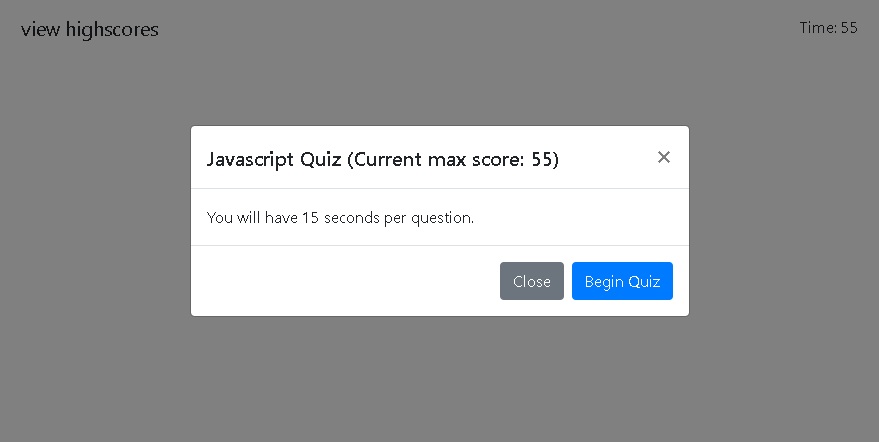 view highscores
Time: 55
Javascript Quiz (Current max score: 55)
×
You will have 15 seconds per question.
Close
Begin Quiz